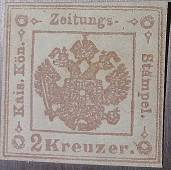 Zeitungs-
Stämpel.
Kais. Kön.
2 Kreuzer.